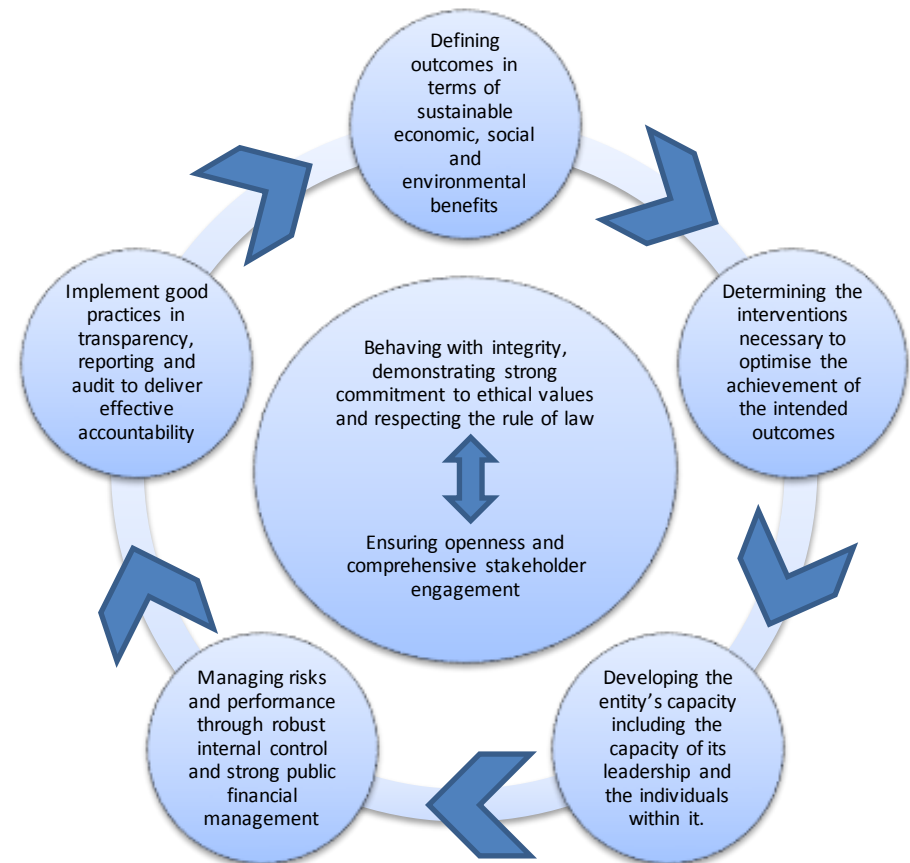 Defining
outcomes in
terms of
sustainable
economic, social
and
environmental
benefits
Determining the
interventions
necessary to
optimise the
achievement of
the intended
outcomes
Developing the
entity’s capacity
including the
capacity of its
leadership and
the individuals
within it.
Managing risks
and performance
through robust
internal control
and strong public
financial
management
Implement good
practices in
transparency,
reporting and
audit to deliver
effective
accountability
Behaving with integrity,
demonstrating strong
commitment to ethical values
and respecting the rule of law
Ensuring openness and
comprehensive stakeholder
engagement